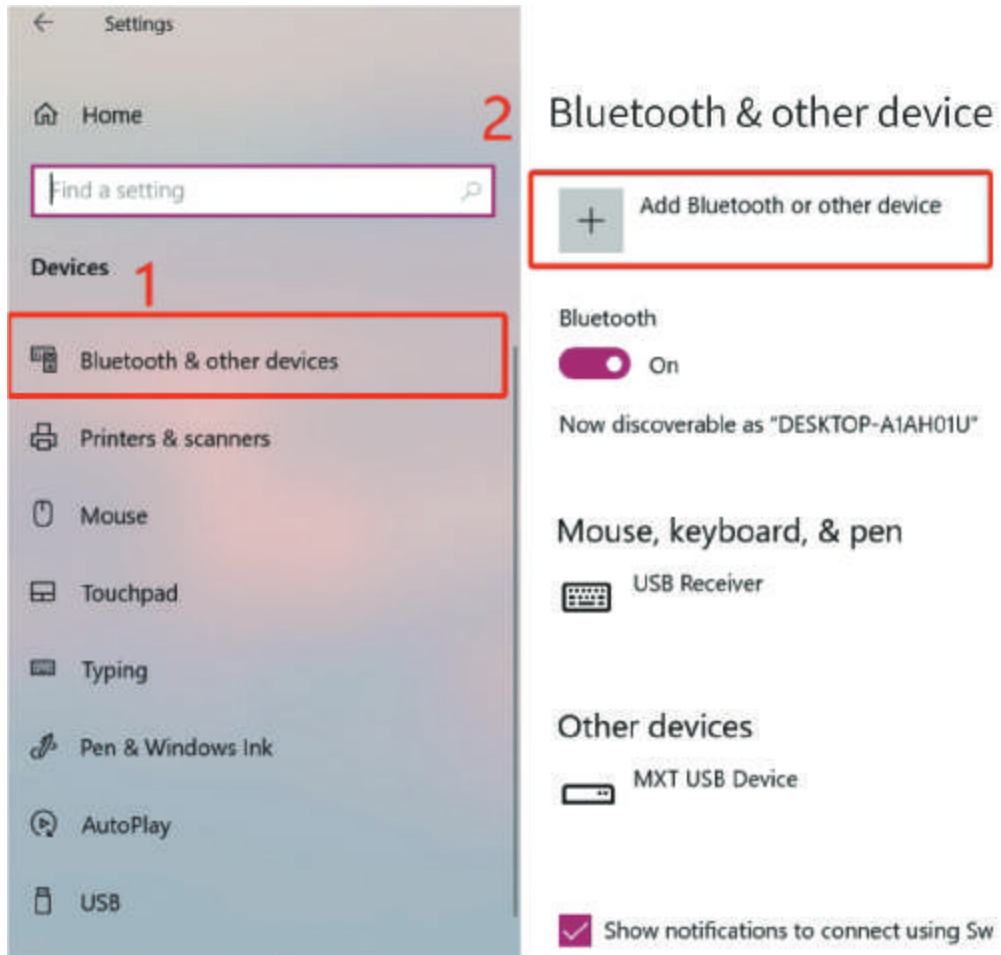 Settings
Home
Find a setting
Devices
1
Bluetooth & other devices
Printers & scanners
Mouse
Touchpad
Typing
Pen & Windows Ink
AutoPlay
USB
2
Bluetooth & other device
Add Bluetooth or other device
Bluetooth
On
Now discoverable as "DESKTOP-A1AH01U"
Mouse, keyboard, & pen
USB Receiver
Other devices
MXT USB Device
Show notifications to connect using Sw